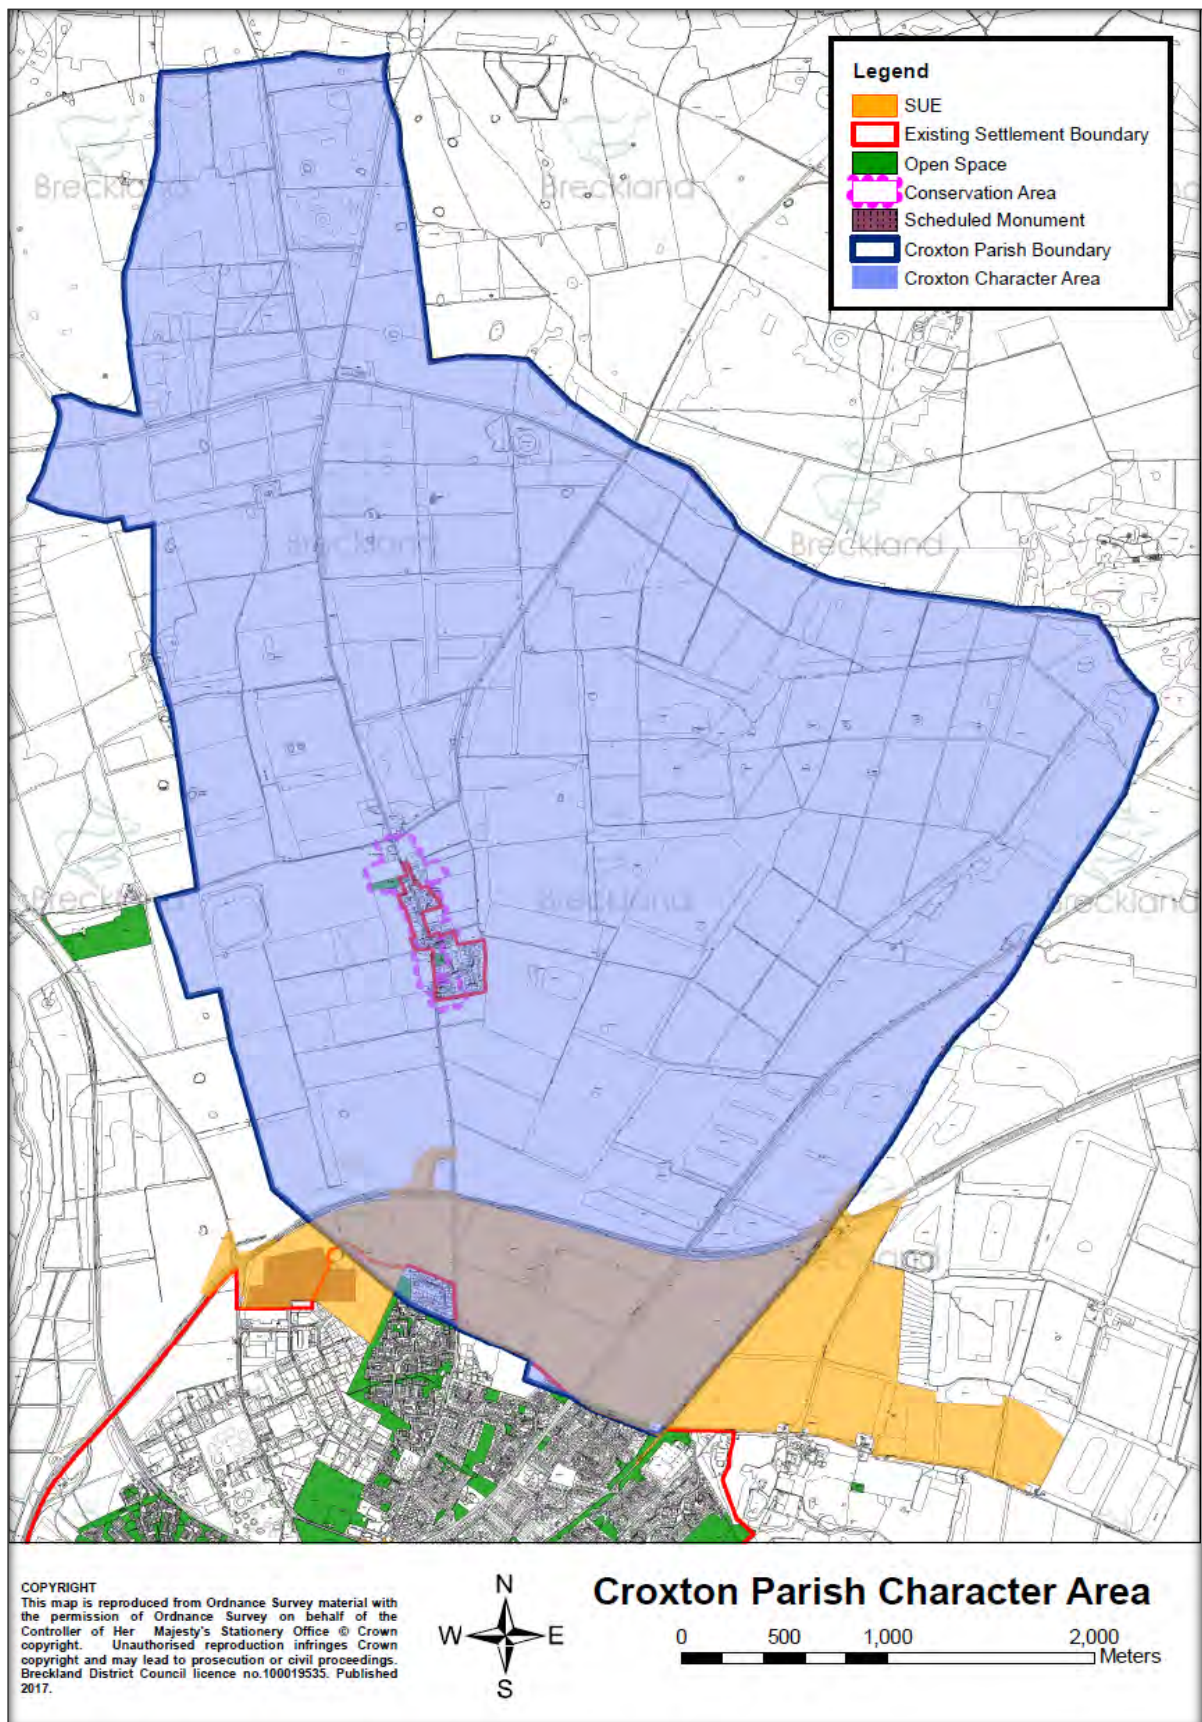 Legend
SUE
Existing Settlement Boundary
Open Space
Conservation Area
Scheduled Monument
Croxton Parish Boundary
Croxton Character Area
Breckland
Breckland
Breckland
Breckland
Breckland
Breckland
Breckland
COPYRIGHT
This map is reproduced from Ordnance Survey material with
the permission of Ordnance Survey on behalf of the
Controller of Her Majesty's Stationery Office © Crown
copyright. Unauthorised reproduction infringes Crown
copyright and may lead to prosecution or civil proceedings.
Breckland District Council licence no.100019535. Published
2017.
N
W E
S
Croxton Parish Character Area
0 500 1,000 2,000
Meters